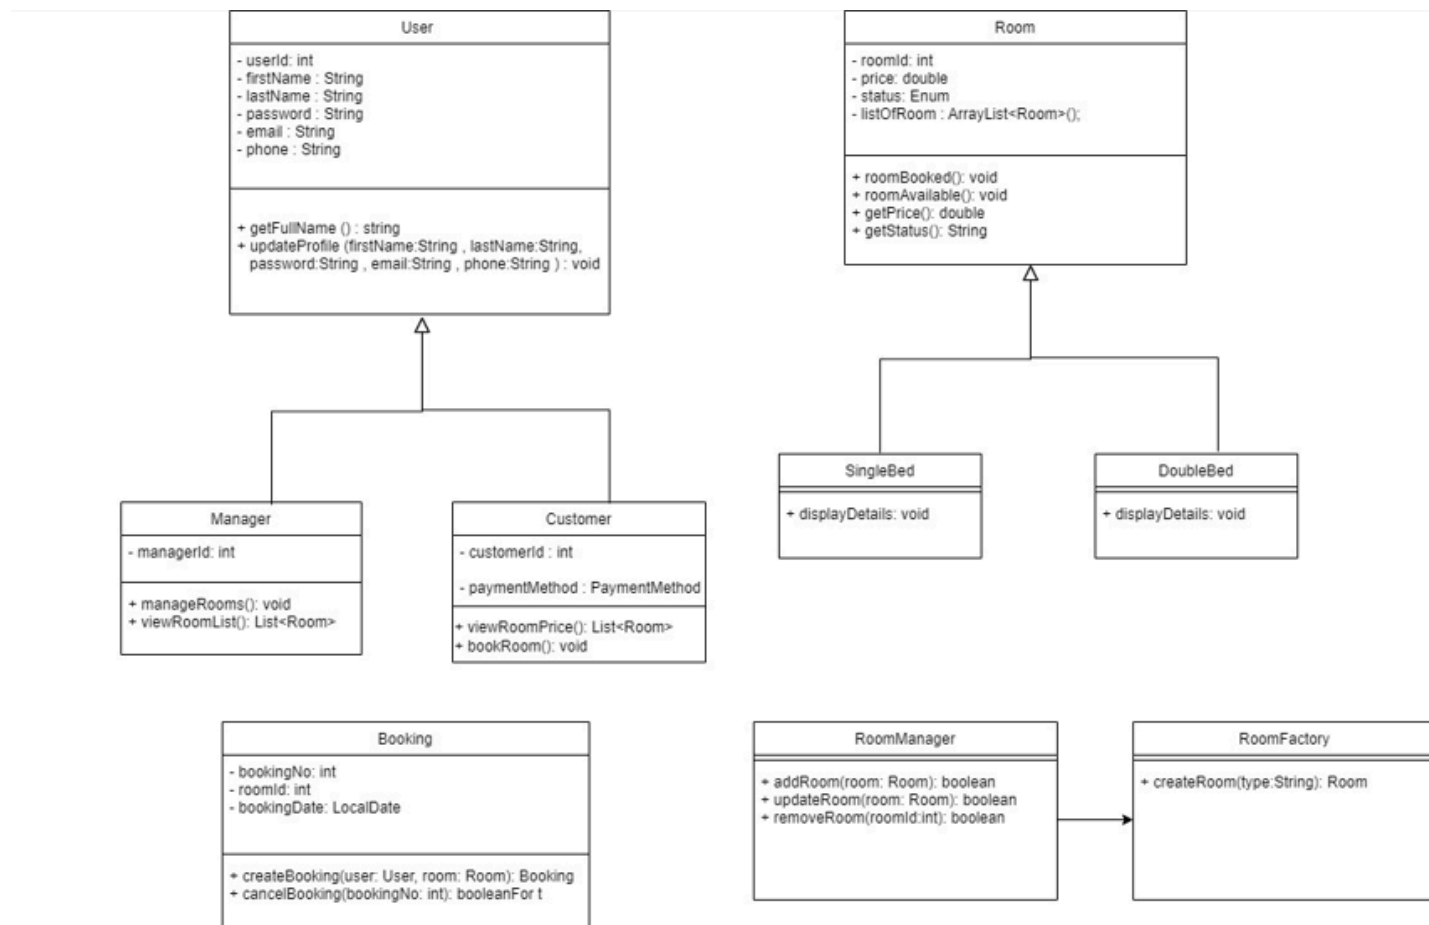 User
- userId: int
- firstName : String
- lastName : String
- password : String
- email : String
- phone : String
+ getFullName () : string
+ updateProfile (firstName:String , lastName:String,
password:String , email:String , phone:String ) : void
Room
- roomId: int
- price: double
- status: Enum
- listOfRoom : ArrayList<Room>();
+ roomBooked(): void
+ roomAvailable(): void
+ getPrice(): double
+ getStatus(): String
SingleBed
+ displayDetails: void
DoubleBed
+ displayDetails: void
Manager
- managerId: int
+ manageRooms(): void
+ viewRoomList(): List<Room>
Customer
- customerId : int
- paymentMethod : PaymentMethod
+ viewRoomPrice(): List<Room>
+ bookRoom(): void
Booking
- bookingNo: int
- roomId: int
- bookingDate: LocalDate
+ createBooking(user: User, room: Room): Booking
+ cancelBooking(bookingNo: int): booleanFor t
RoomManager
+ addRoom(room: Room): boolean
+ updateRoom(room: Room): boolean
+ removeRoom(roomId:int): boolean
RoomFactory
+ createRoom(type:String): Room